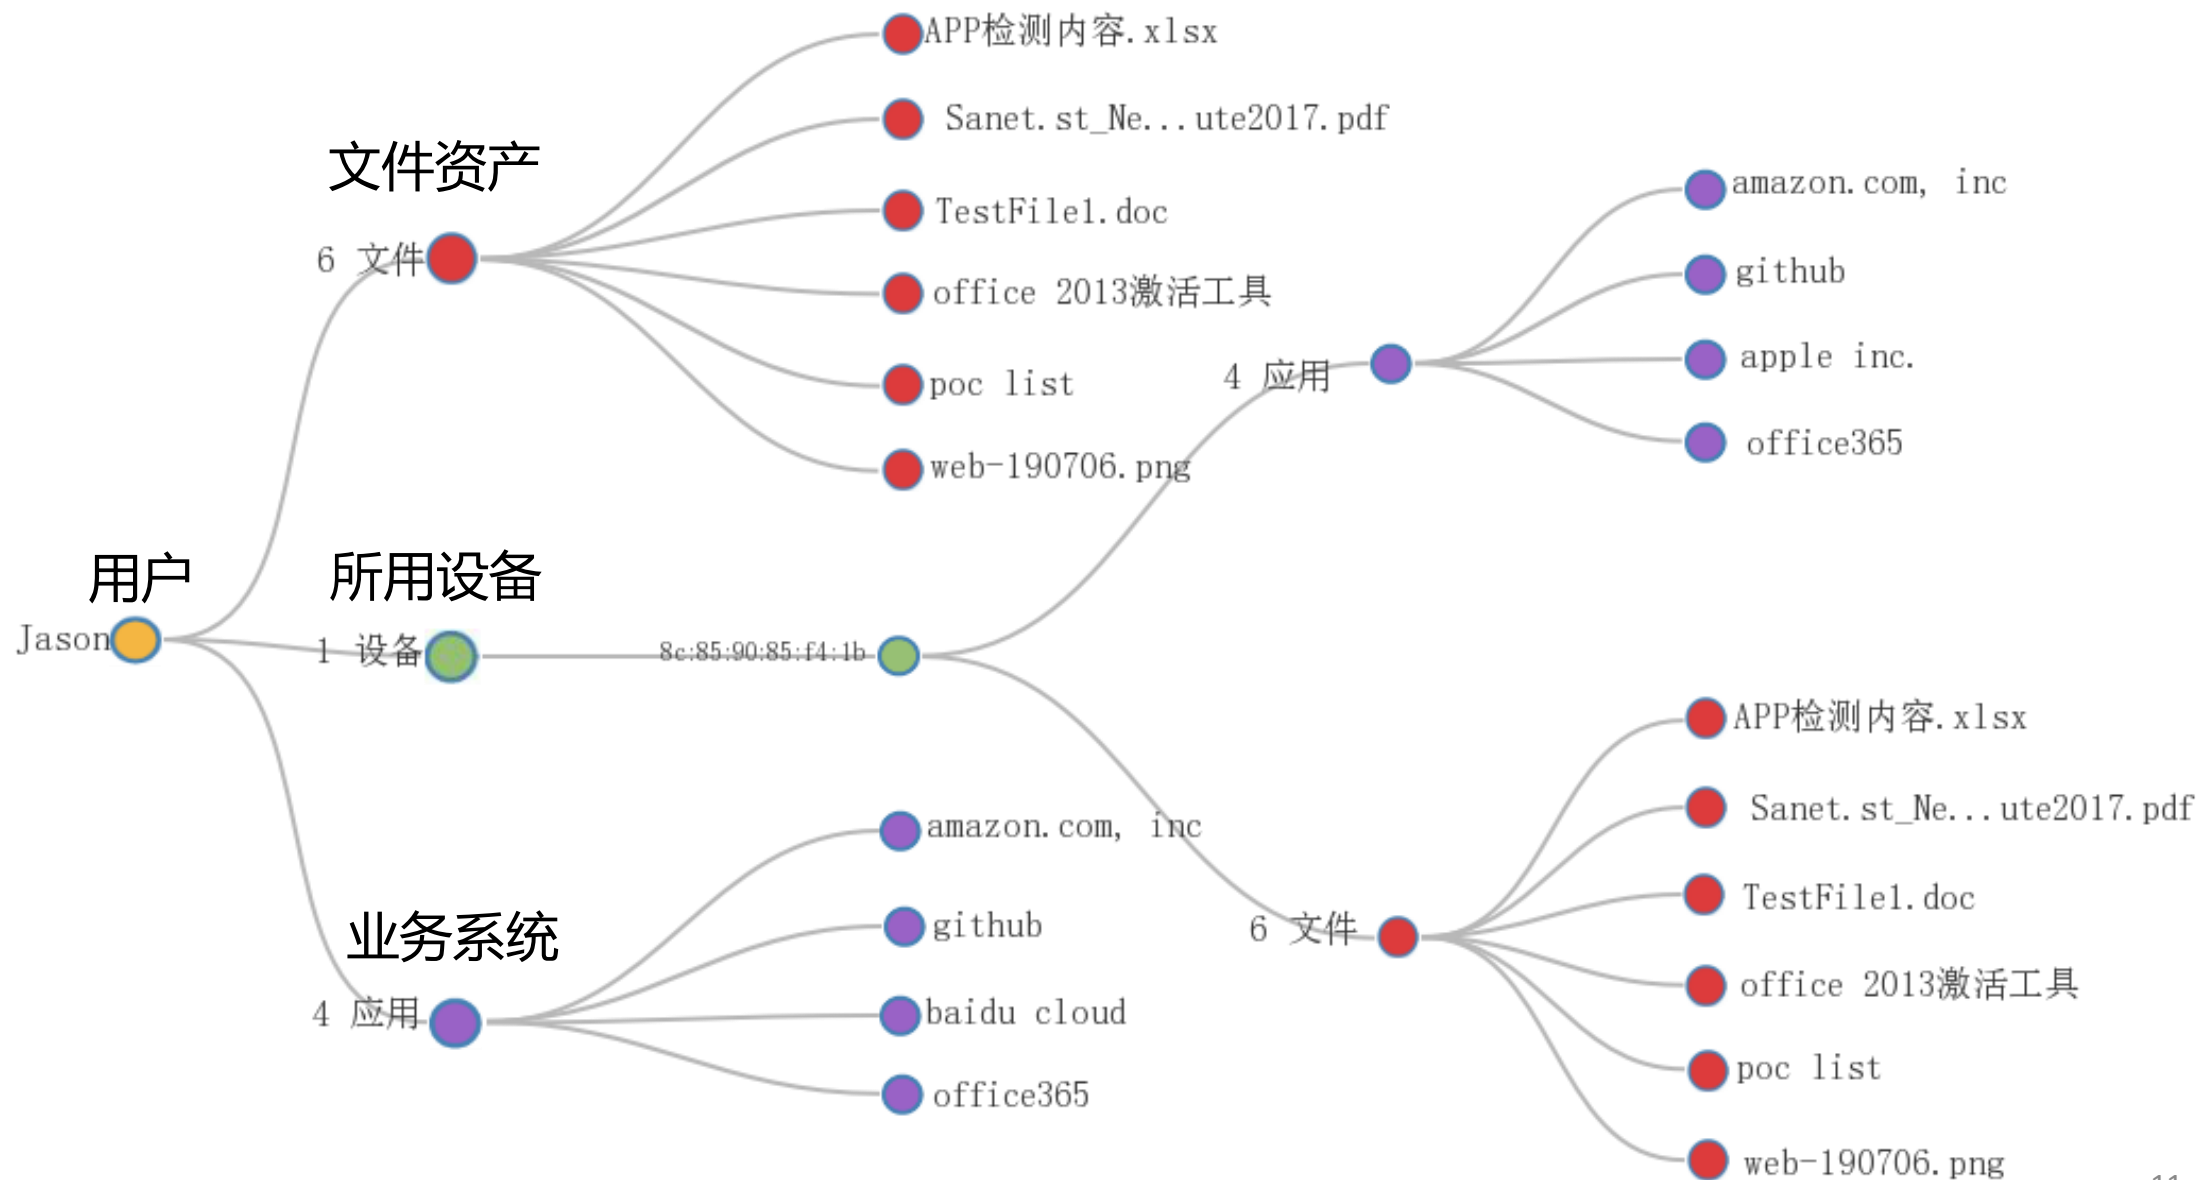 APP检测内容.xlsx
Sanet.st_Ne...ute2017.pdf
文件资产
TestFile1.doc
6 文件
office 2013激活工具
poc list
web-190706.png
amazon.com, inc
github
4 应用
apple inc.
office365
用户
所用设备
Jason
1 设备
8c:85:90:85:f4:1b
业务系统
4 应用
amazon.com, inc
github
baidu cloud
office365
6 文件
APP检测内容.xlsx
Sanet.st_Ne...ute2017.pdf
TestFile1.doc
office 2013激活工具
poc list
web-190706.png